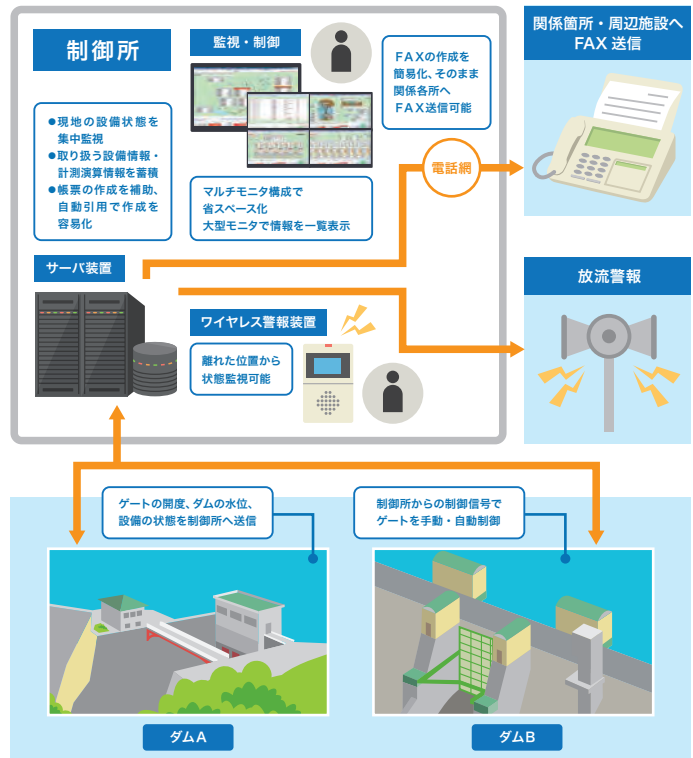 制御所
●現地の設備状態を
集中監視
●取り扱う設備情報・
計測演算情報を蓄積
●帳票の作成を補助、
自動引用で作成を
容易化
監視・制御
マルチモニタ構成で
省スペース化
大型モニタで情報を一覧表示
FAXの作成を
簡易化、そのまま
関係各所へ
FAX送信可能
電話網
関係箇所・周辺施設へ
FAX 送信
サーバ装置
ワイヤレス警報装置
離れた位置から
状態監視可能
放流警報
ゲートの開度、ダムの水位、
設備の状態を制御所へ送信
制御所からの制御信号で
ゲートを手動・自動制御
ダムA
ダムB